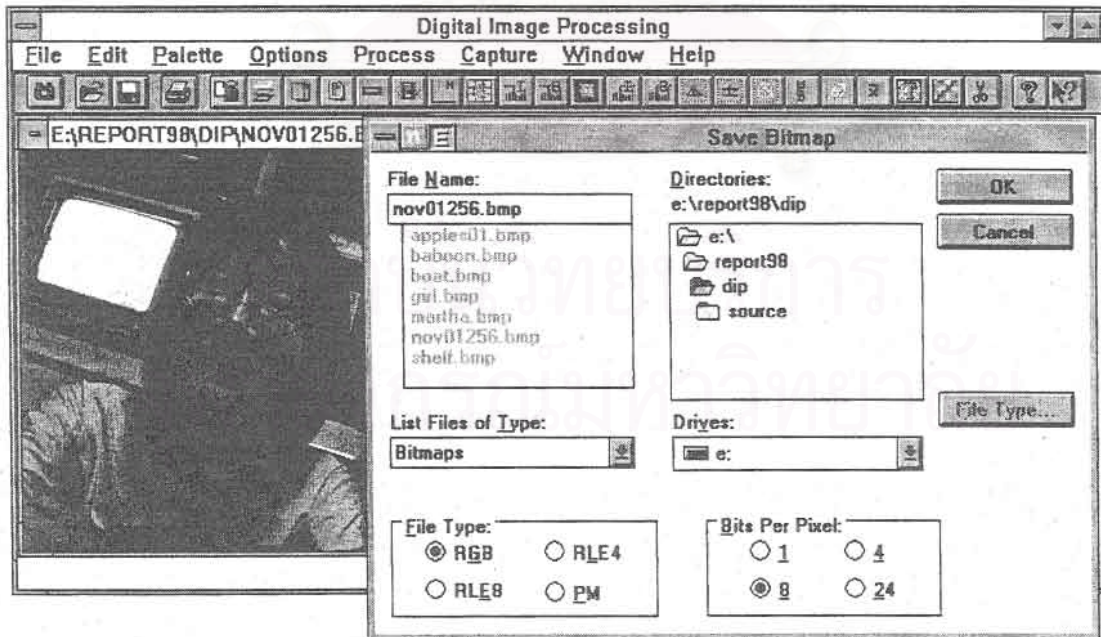 Digital Image Processing
File Edit Palette Options Process Capture Window Help
E:\REPORT98\DIP\NOV01256.B
Save Bitmap
File Name:
nov01256.bmp
apples01.bmp
baboon.bmp
boat.bmp
girl.bmp
martha.bmp
nov01256.bmp
shelf.bmp
List Files of Type:
Bitmaps
Directories:
e:\report98\dip
e:\
report98
dip
source
Drives:
e:
OK
Cancel
File Type...
File Type:
RGB
RLE4
RLE8
PM
Bits Per Pixel:
1
4
8
24